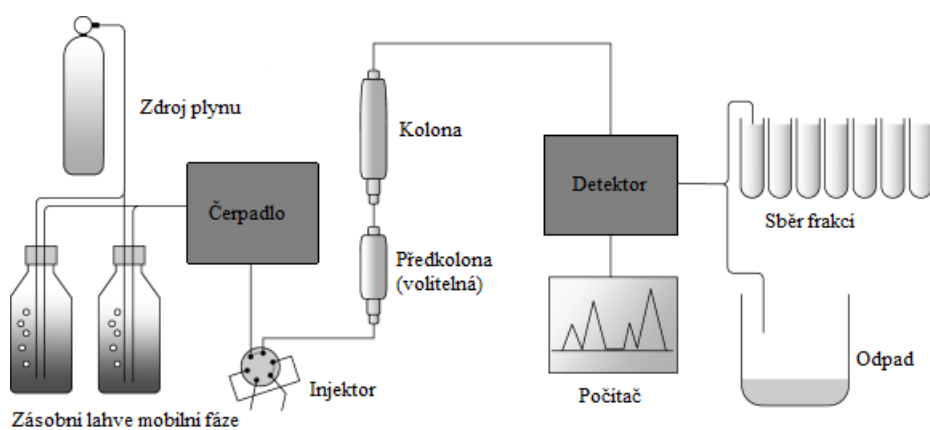 Zdroj plynu
Kolona
Čerpadlo
Detektor
Sběr frakcí
Předkolona
(volitelná)
Injektor
Počítač
Odpad
Zásobní lahve mobilní fáze